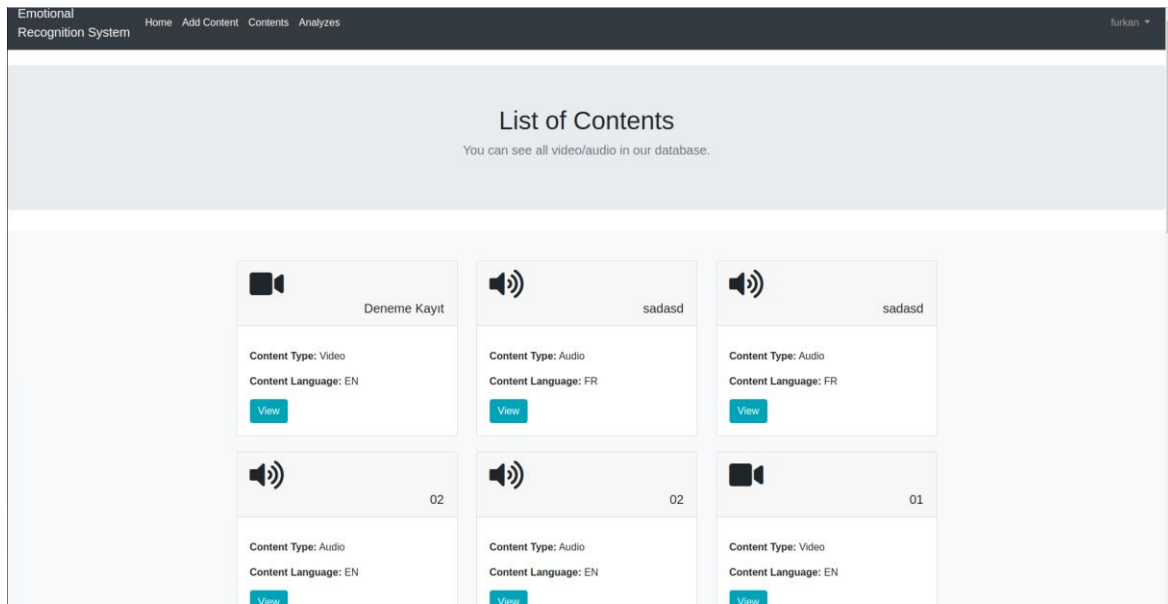 Emotional
Recognition System
Home Add Content Contents Analyzes
furkan
List of Contents
You can see all video/audio in our database.
Deneme Kayıt
Content Type: Video
Content Language: EN
View
sadasd
Content Type: Audio
Content Language: FR
View
sadasd
Content Type: Audio
Content Language: FR
View
02
Content Type: Audio
Content Language: EN
View
02
Content Type: Audio
Content Language: EN
View
01
Content Type: Video
Content Language: EN
View